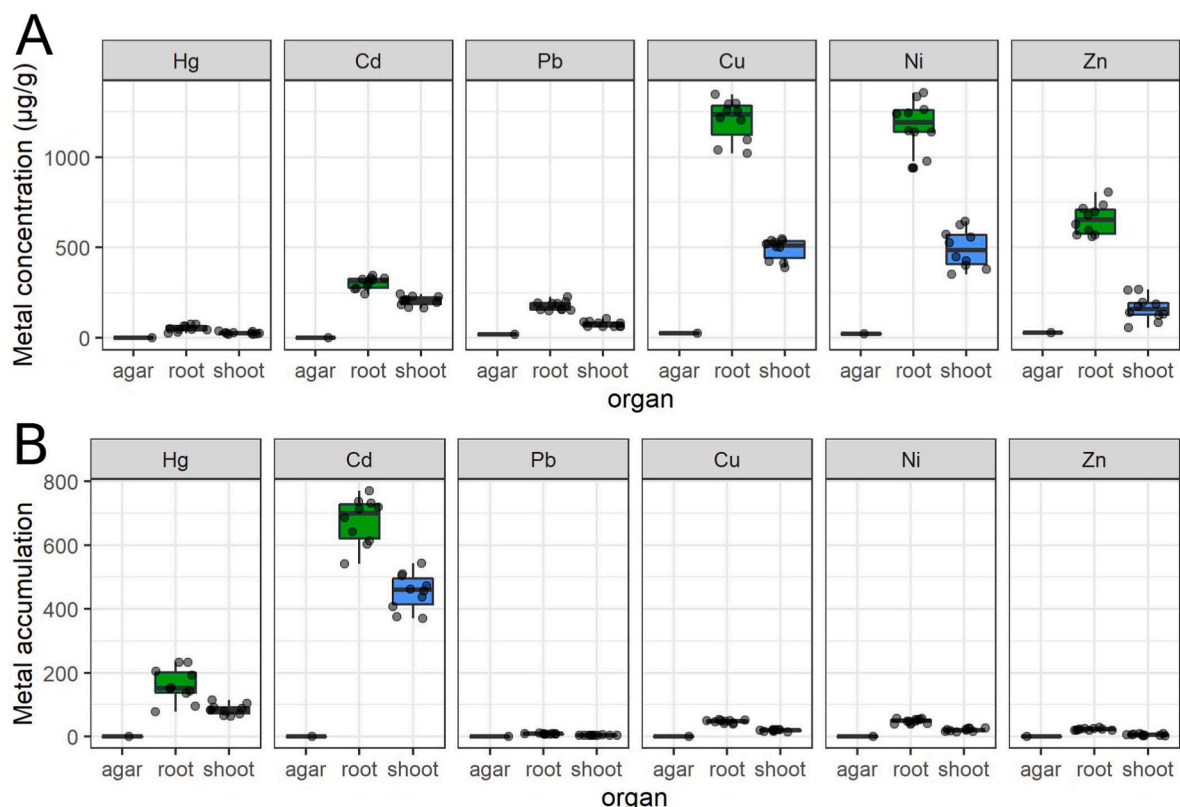 A
Hg Cd Pb Cu Ni Zn
Metal concentration (µg/g)
1000
500
0
agar root shoot agar root shoot agar root shoot agar root shoot agar root shoot agar root shoot
organ
B
Hg Cd Pb Cu Ni Zn
Metal accumulation
800
600
400
200
0
agar root shoot agar root shoot agar root shoot agar root shoot agar root shoot agar root shoot
organ